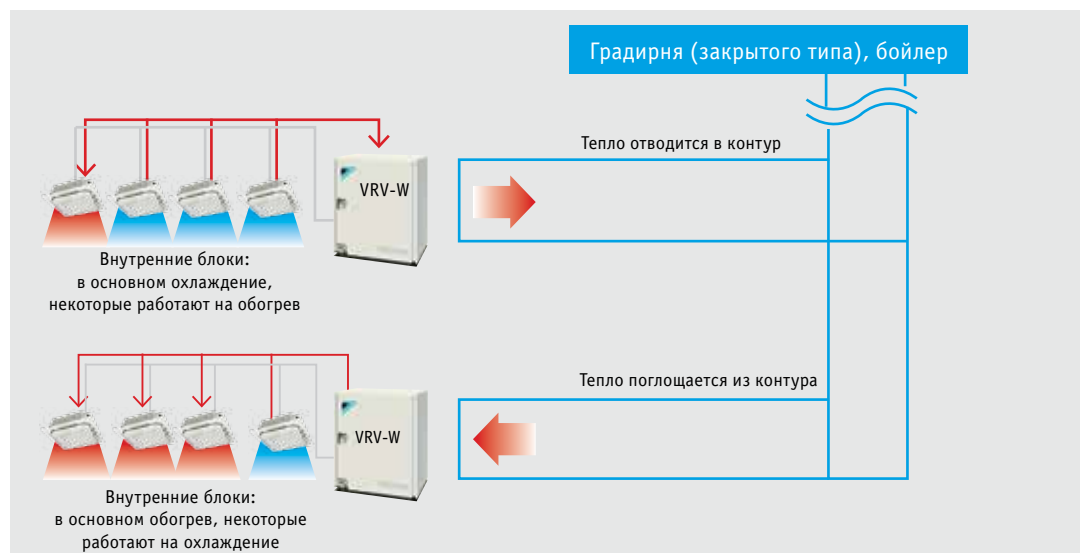 Градирня (закрытого типа), бойлер
Тепло отводится в контур
VRV-W
Внутренние блоки:
в основном охлаждение,
некоторые работают на обогрев
Тепло поглощается из контура
VRV-W
Внутренние блоки:
в основном обогрев, некоторые
работают на охлаждение